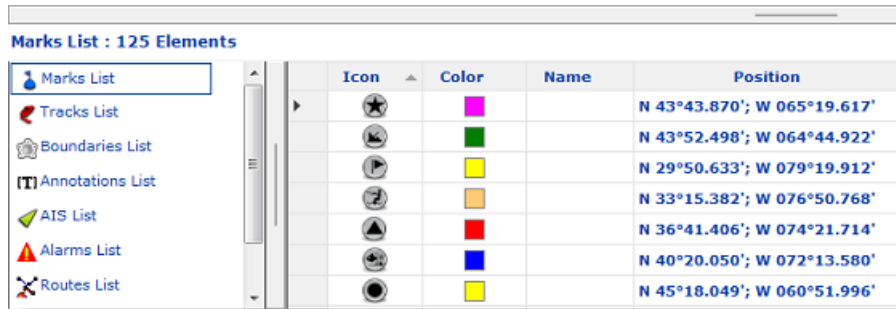 Marks List : 125 Elements
Marks List
Tracks List
Boundaries List
[T] Annotations List
AIS List
Alarms List
Routes List
Icon Color Name Position
N 43°43.870'; W 065°19.617'
N 43°52.498'; W 064°44.922'
N 29°50.633'; W 079°19.912'
N 33°15.382'; W 076°50.768'
N 36°41.406'; W 074°21.714'
N 40°20.050'; W 072°13.580'
N 45°18.049'; W 060°51.996'